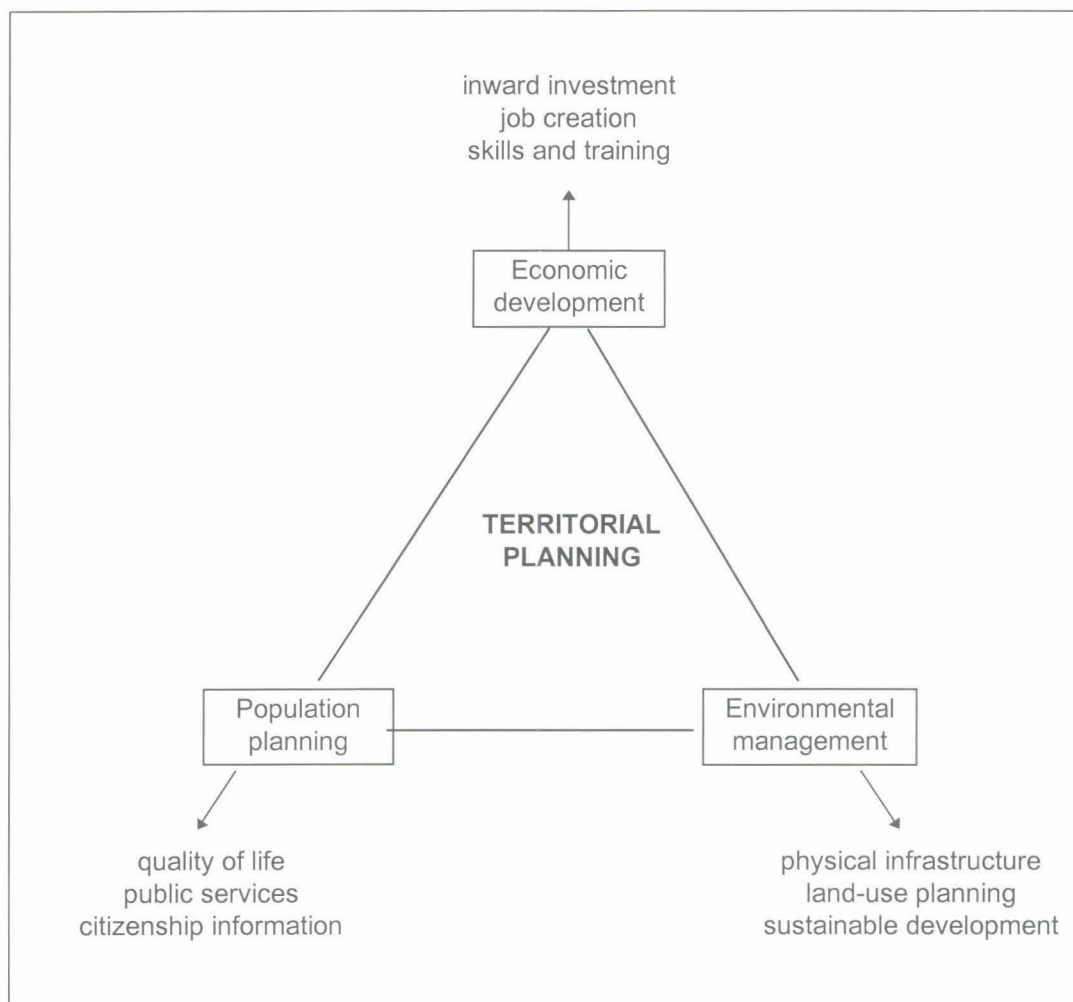 inward investment
job creation
skills and training
Economic
development
TERRITORIAL
PLANNING
Population
planning
Environmental
management
quality of life
public services
citizenship information
physical infrastructure
land-use planning
sustainable development